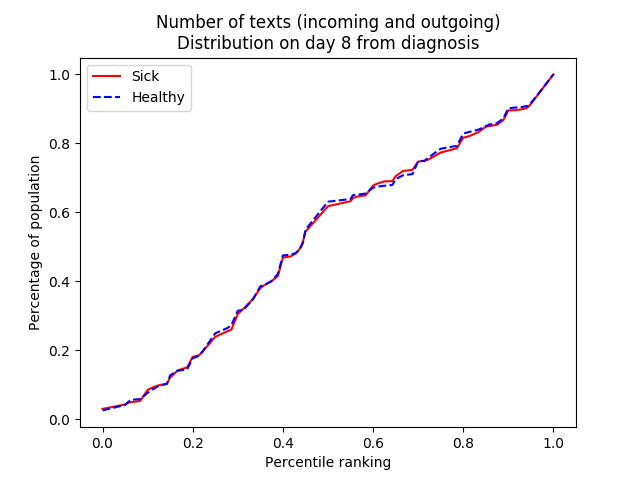 Number of texts (incoming and outgoing)
Distribution on day 8 from diagnosis
Sick
Healthy
Percentage of population
1.0
0.8
0.6
0.4
0.2
0.0
0.0 0.2 0.4 0.6 0.8 1.0
Percentile ranking